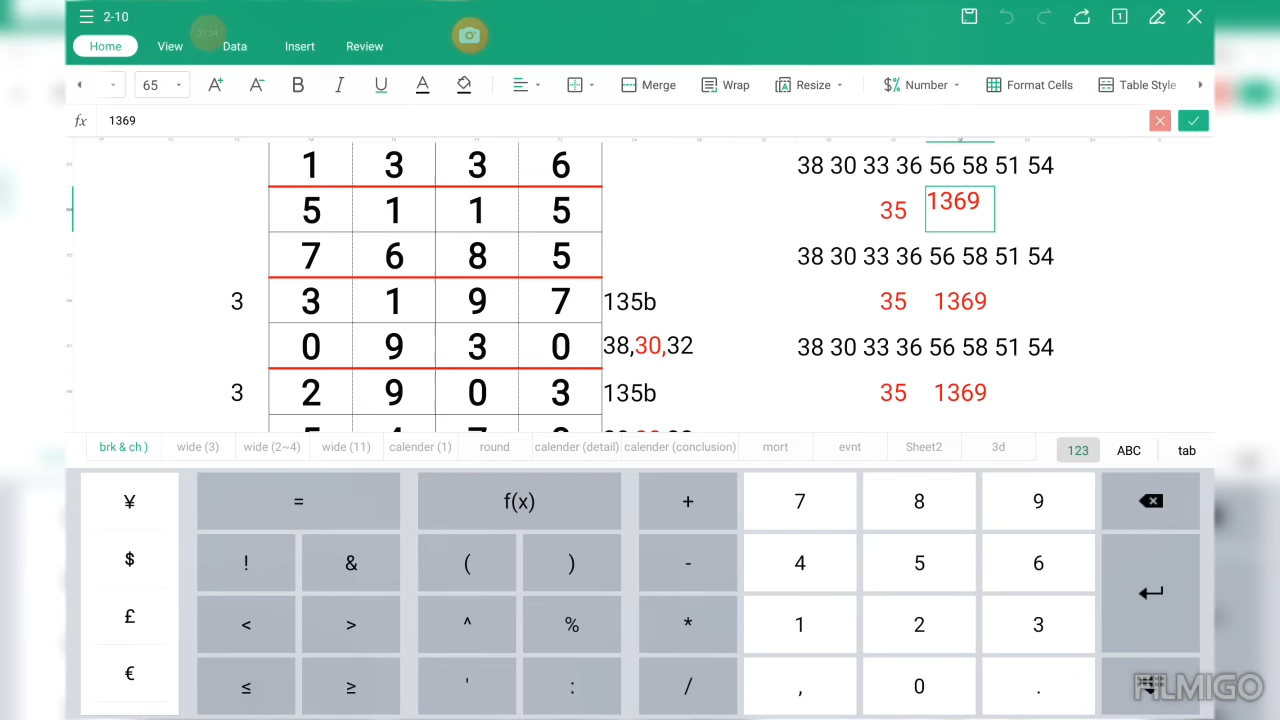 2-10
21:34
Home View Data Insert Review
65 A+ A- B I U A Merge Wrap Resize $% Number Format Cells Table Style
fx 1369
1 3 3 6 38 30 33 36 56 58 51 54
5 1 1 5 35 1369
7 6 8 5 38 30 33 36 56 58 51 54
3 3 1 9 7 135b 35 1369
0 9 3 0 38,30,32 38 30 33 36 56 58 51 54
3 2 9 0 3 135b 35 1369
brk & ch ) wide (3) wide (2~4) wide (11) calender (1) round calender (detail) calender (conclusion) mort evnt Sheet2 3d 123 ABC tab
¥ = f(x) + 7 8 9
$ ! & ( ) - 4 5 6
£ < > ^ % * 1 2 3
€ ≤ ≥ ' : / , 0 .
FILMIGO